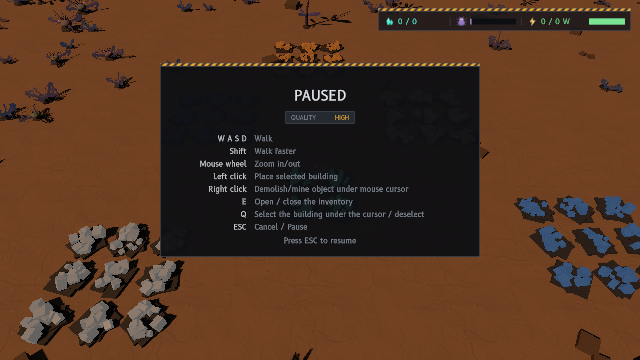 0 / 0
0 / 0 W
PAUSED
QUALITY HIGH
W A S D Walk
Shift Walk faster
Mouse wheel Zoom in/out
Left click Place selected building
Right click Demolish/mine object under mouse cursor
E Open / close the inventory
Q Select the building under the cursor / deselect
ESC Cancel / Pause
Press ESC to resume